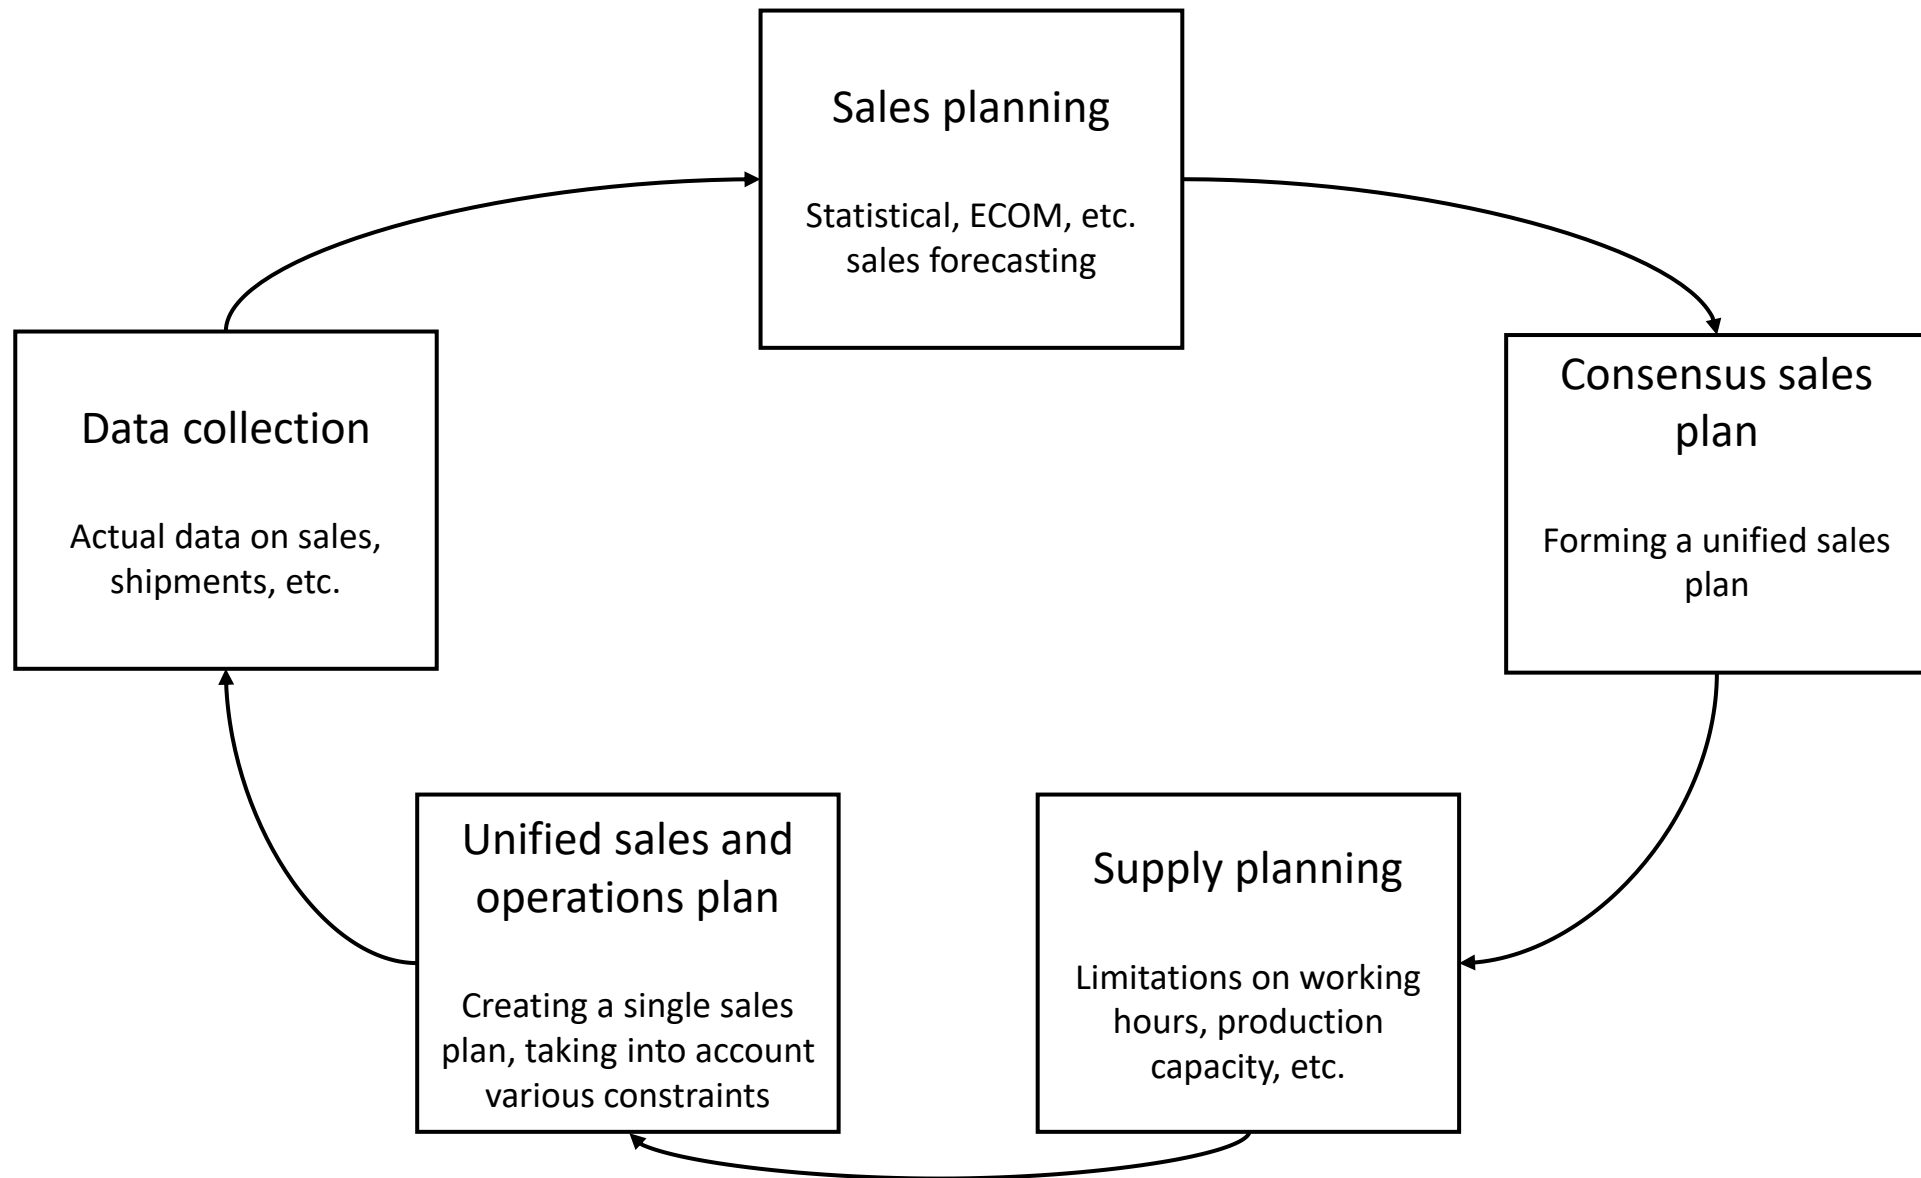 Sales planning
Statistical, ECOM, etc.
sales forecasting
Data collection
Actual data on sales,
shipments, etc.
Consensus sales
plan
Forming a unified sales
plan
Unified sales and
operations plan
Creating a single sales
plan, taking into account
various constraints
Supply planning
Limitations on working
hours, production
capacity, etc.